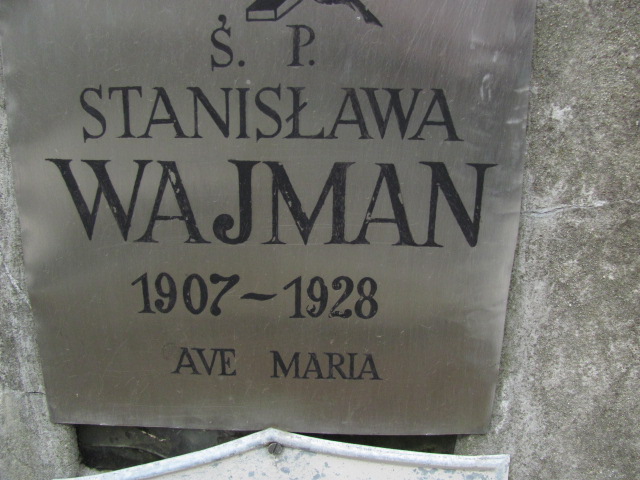 Ś. P.
STANISŁAWA
WAJMAN
1907~1928
AVE MARIA